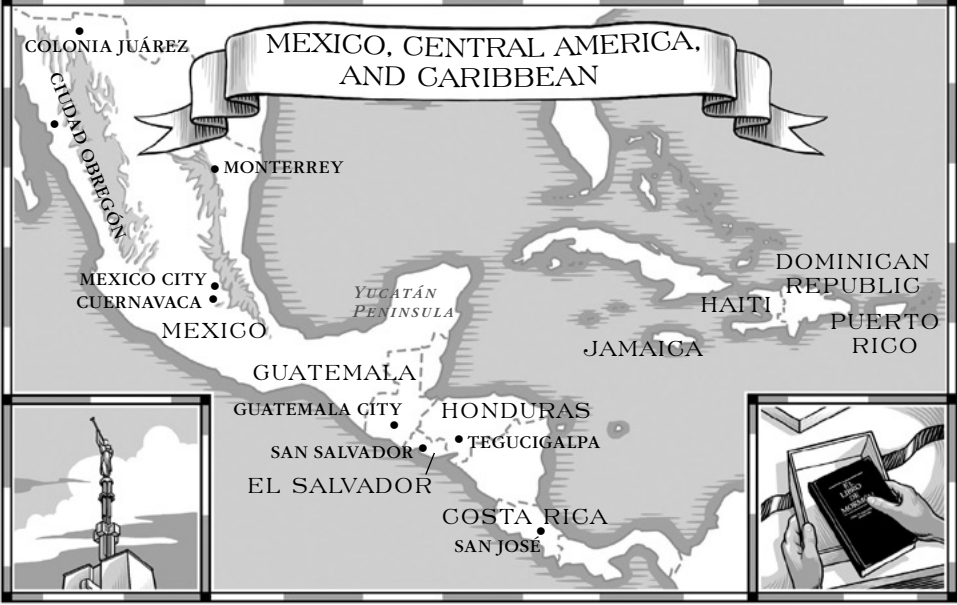 MEXICO, CENTRAL AMERICA,
AND CARIBBEAN
COLONIA JUÁREZ
CIUDAD OBREGÓN
MONTERREY
MEXICO CITY
CUERNAVACA
MEXICO
YUCATÁN
PENINSULA
DOMINICAN
REPUBLIC
HAITI
PUERTO
RICO
JAMAICA
GUATEMALA
GUATEMALA CITY
HONDURAS
TEGUCIGALPA
SAN SALVADOR
EL SALVADOR
COSTA RICA
SAN JOSÉ
EL
LIBRO
DE
MORMÓN